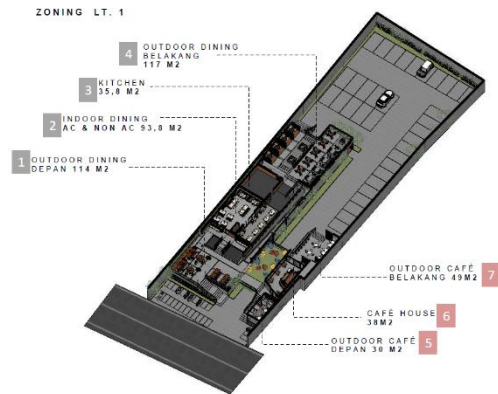 ZONING LT. 1
4
OUTDOOR DINING
BELAKANG
117 M2
3
KITCHEN
35,8 M2
2
INDOOR DINING
AC & NON AC 93,8 M2
1
OUTDOOR DINING
DEPAN 114 M2
OUTDOOR CAFÉ
BELAKANG 49M2
7
CAFÉ HOUSE
38M2
6
OUTDOOR CAFÉ
DEPAN 30 M2
5